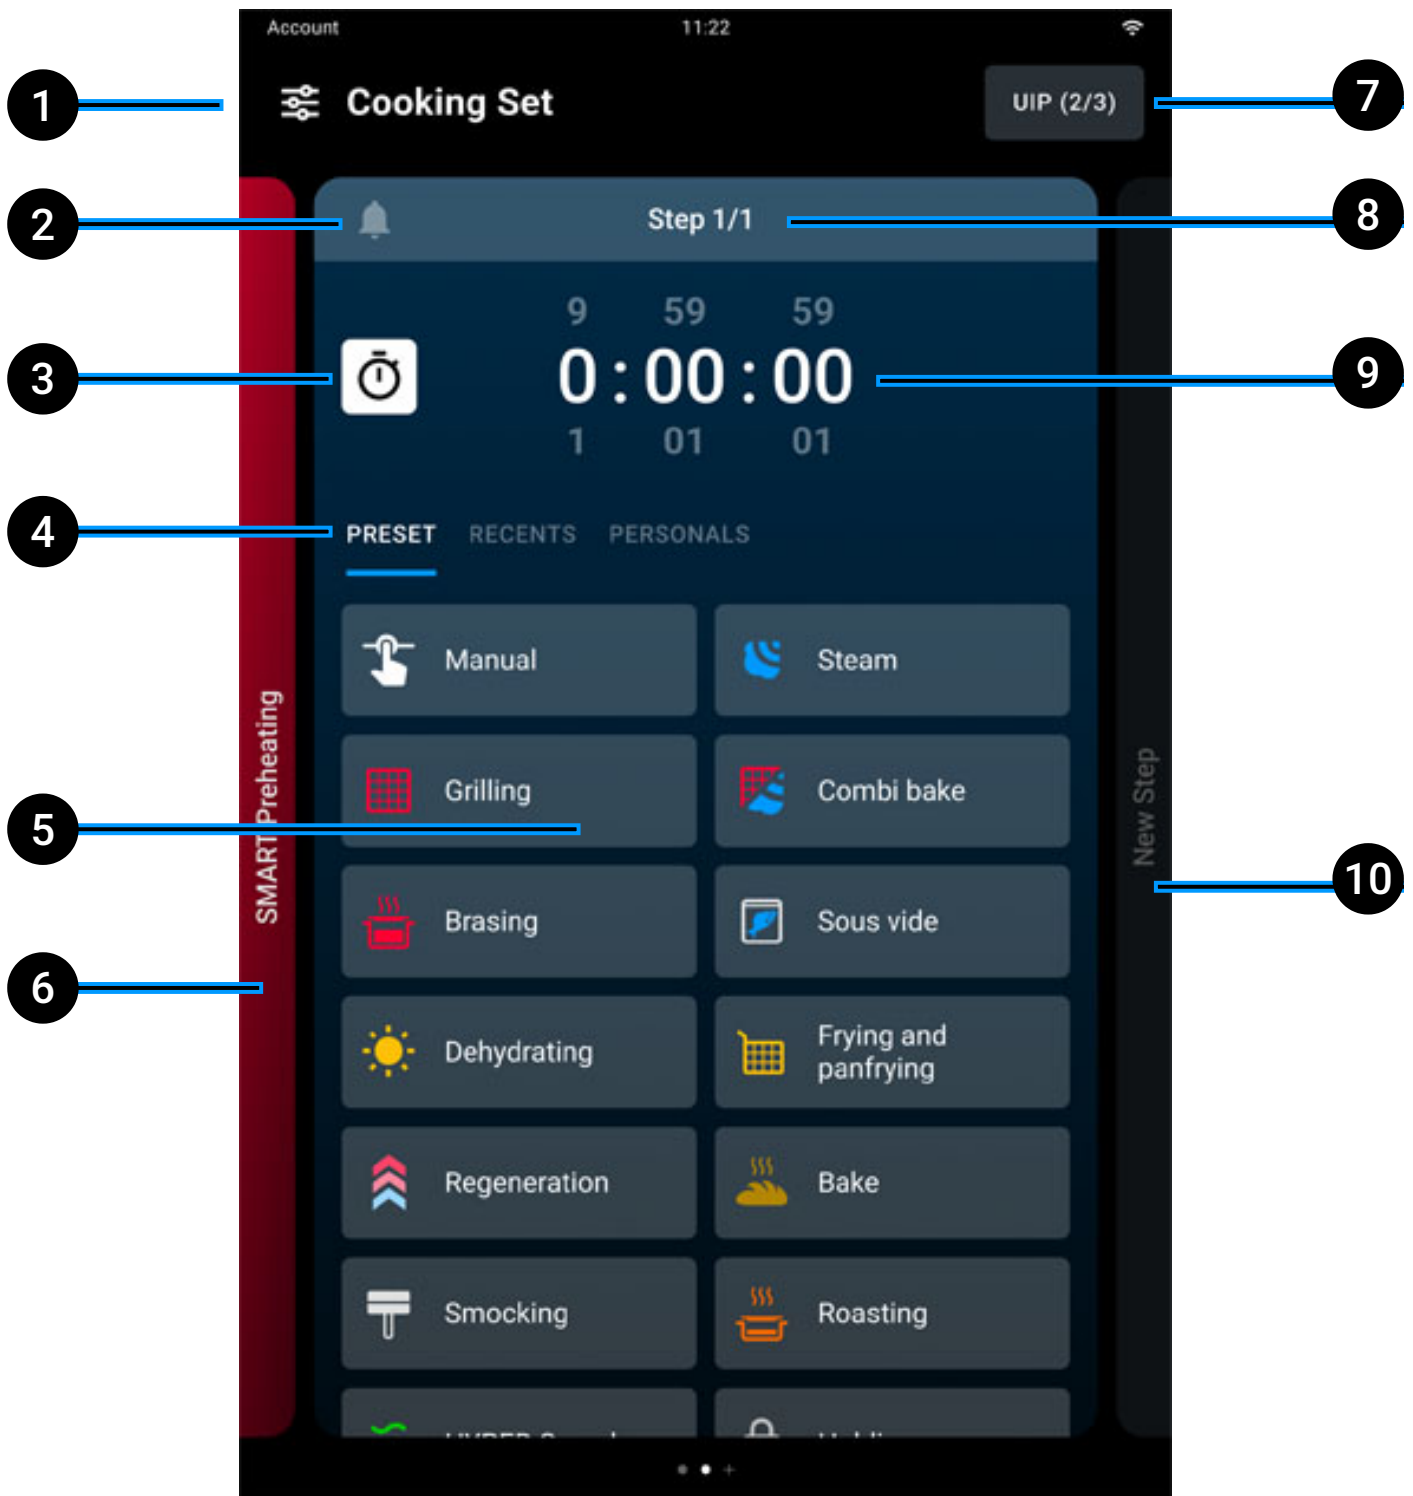 Account 11:22
1 Cooking Set UIP (2/3) 7
2 Step 1/1 8
9 59 59
3 0 : 00 : 00 9
1 01 01
4 PRESET RECENTS PERSONALS
Manual Steam
Grilling Combi bake
5
SMART Preheating
New Step
10
Brasing Sous vide
6
Dehydrating Frying and
panfrying
Regeneration Bake
Smocking Roasting